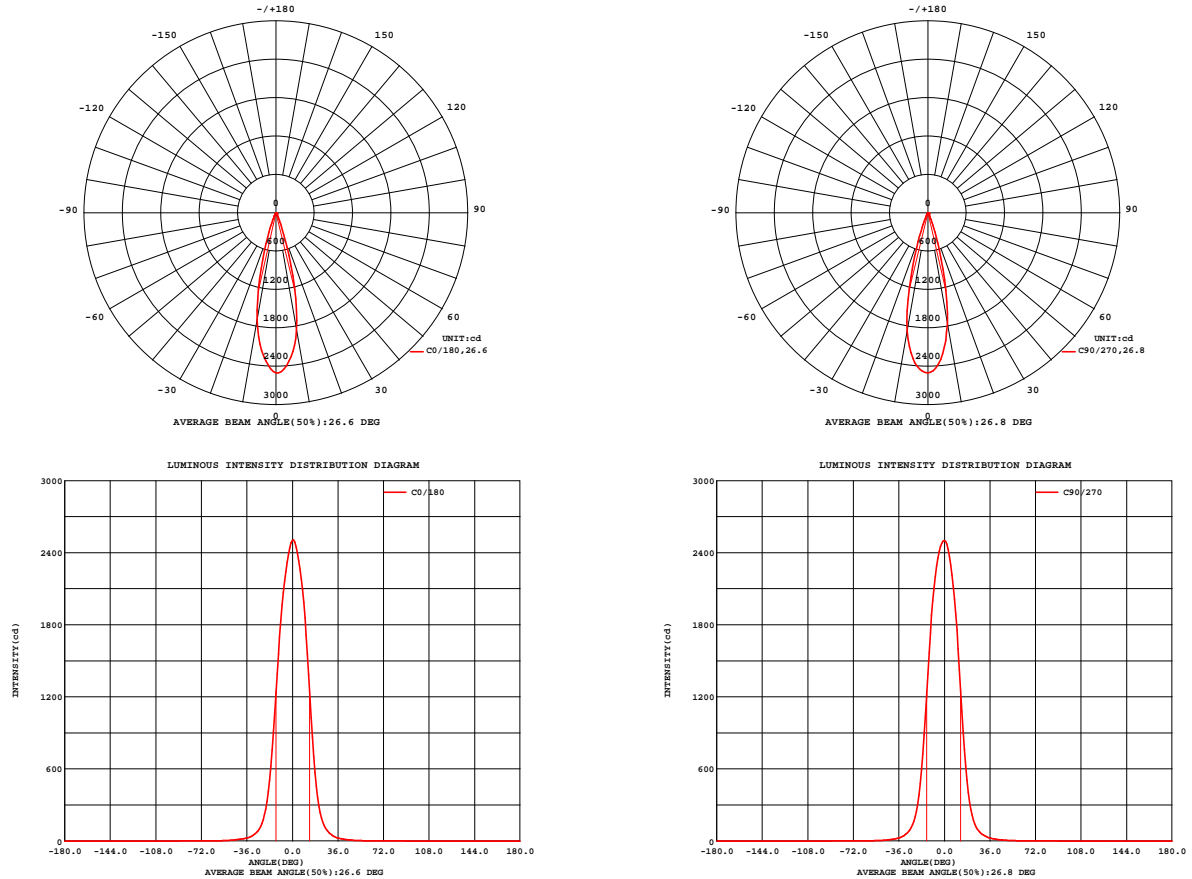 -/+180
-150
150
-120
120
-90
90
-60
60
-30
30
0
0
600
1200
1800
2400
3000
UNIT:cd
C0/180,26.6
AVERAGE BEAM ANGLE(50%):26.6 DEG
-/+180
-150
150
-120
120
-90
90
-60
60
-30
30
0
0
600
1200
1800
2400
3000
UNIT:cd
C90/270,26.8
AVERAGE BEAM ANGLE(50%):26.8 DEG
LUMINOUS INTENSITY DISTRIBUTION DIAGRAM
C0/180
3000
2400
1800
1200
600
0
INTENSITY(cd)
-180.0 -144.0 -108.0 -72.0 -36.0 0.0 36.0 72.0 108.0 144.0 180.0
ANGLE(DEG)
AVERAGE BEAM ANGLE(50%):26.6 DEG
LUMINOUS INTENSITY DISTRIBUTION DIAGRAM
C90/270
3000
2400
1800
1200
600
0
INTENSITY(cd)
-180.0 -144.0 -108.0 -72.0 -36.0 0.0 36.0 72.0 108.0 144.0 180.0
ANGLE(DEG)
AVERAGE BEAM ANGLE(50%):26.8 DEG